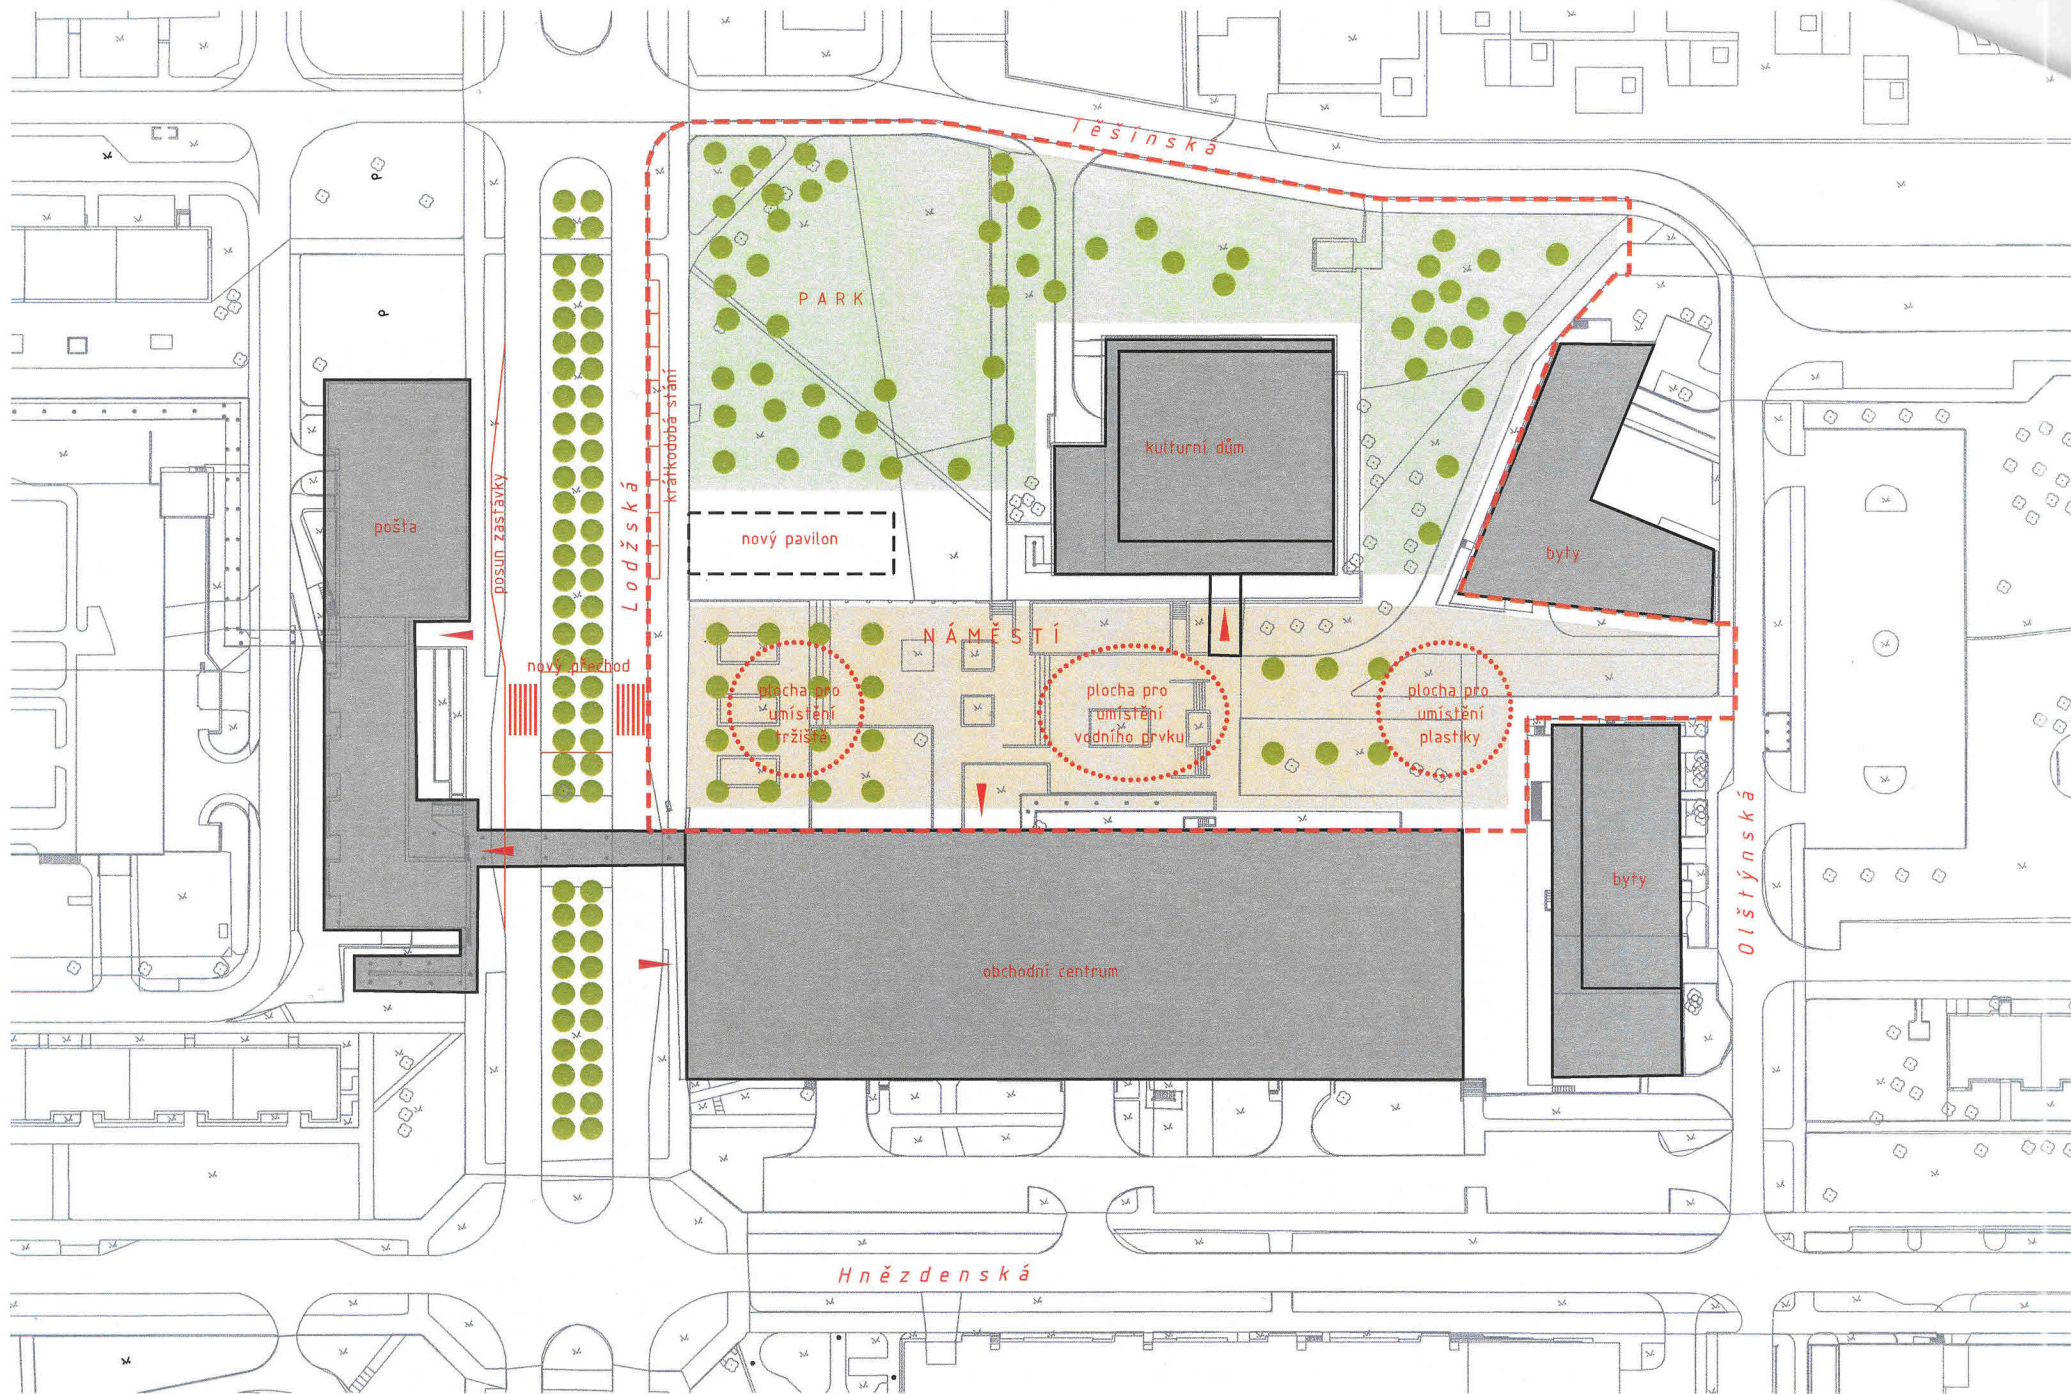 Těšínská
P
P
PARK
krátkodobá stání
kulturní dům
Lodžská
posun zastávky
pošta
nový pavilon
byty
NÁMĚSTÍ
nový přechod
plocha pro
umístění
tržiště
plocha pro
umístění
vodního prvku
plocha pro
umístění
plastiky
Olštýnská
byty
obchodní centrum
Hnězdenská